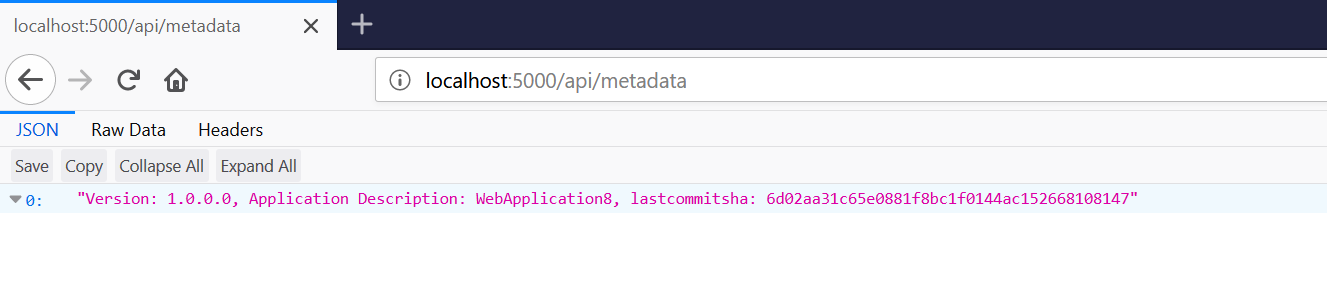 localhost:5000/api/metadata
localhost:5000/api/metadata
JSON Raw Data Headers
Save Copy Collapse All Expand All
0: "Version: 1.0.0.0, Application Description: WebApplication8, lastcommitsha: 6d02aa31c65e0881f8bc1f0144ac152668108147"